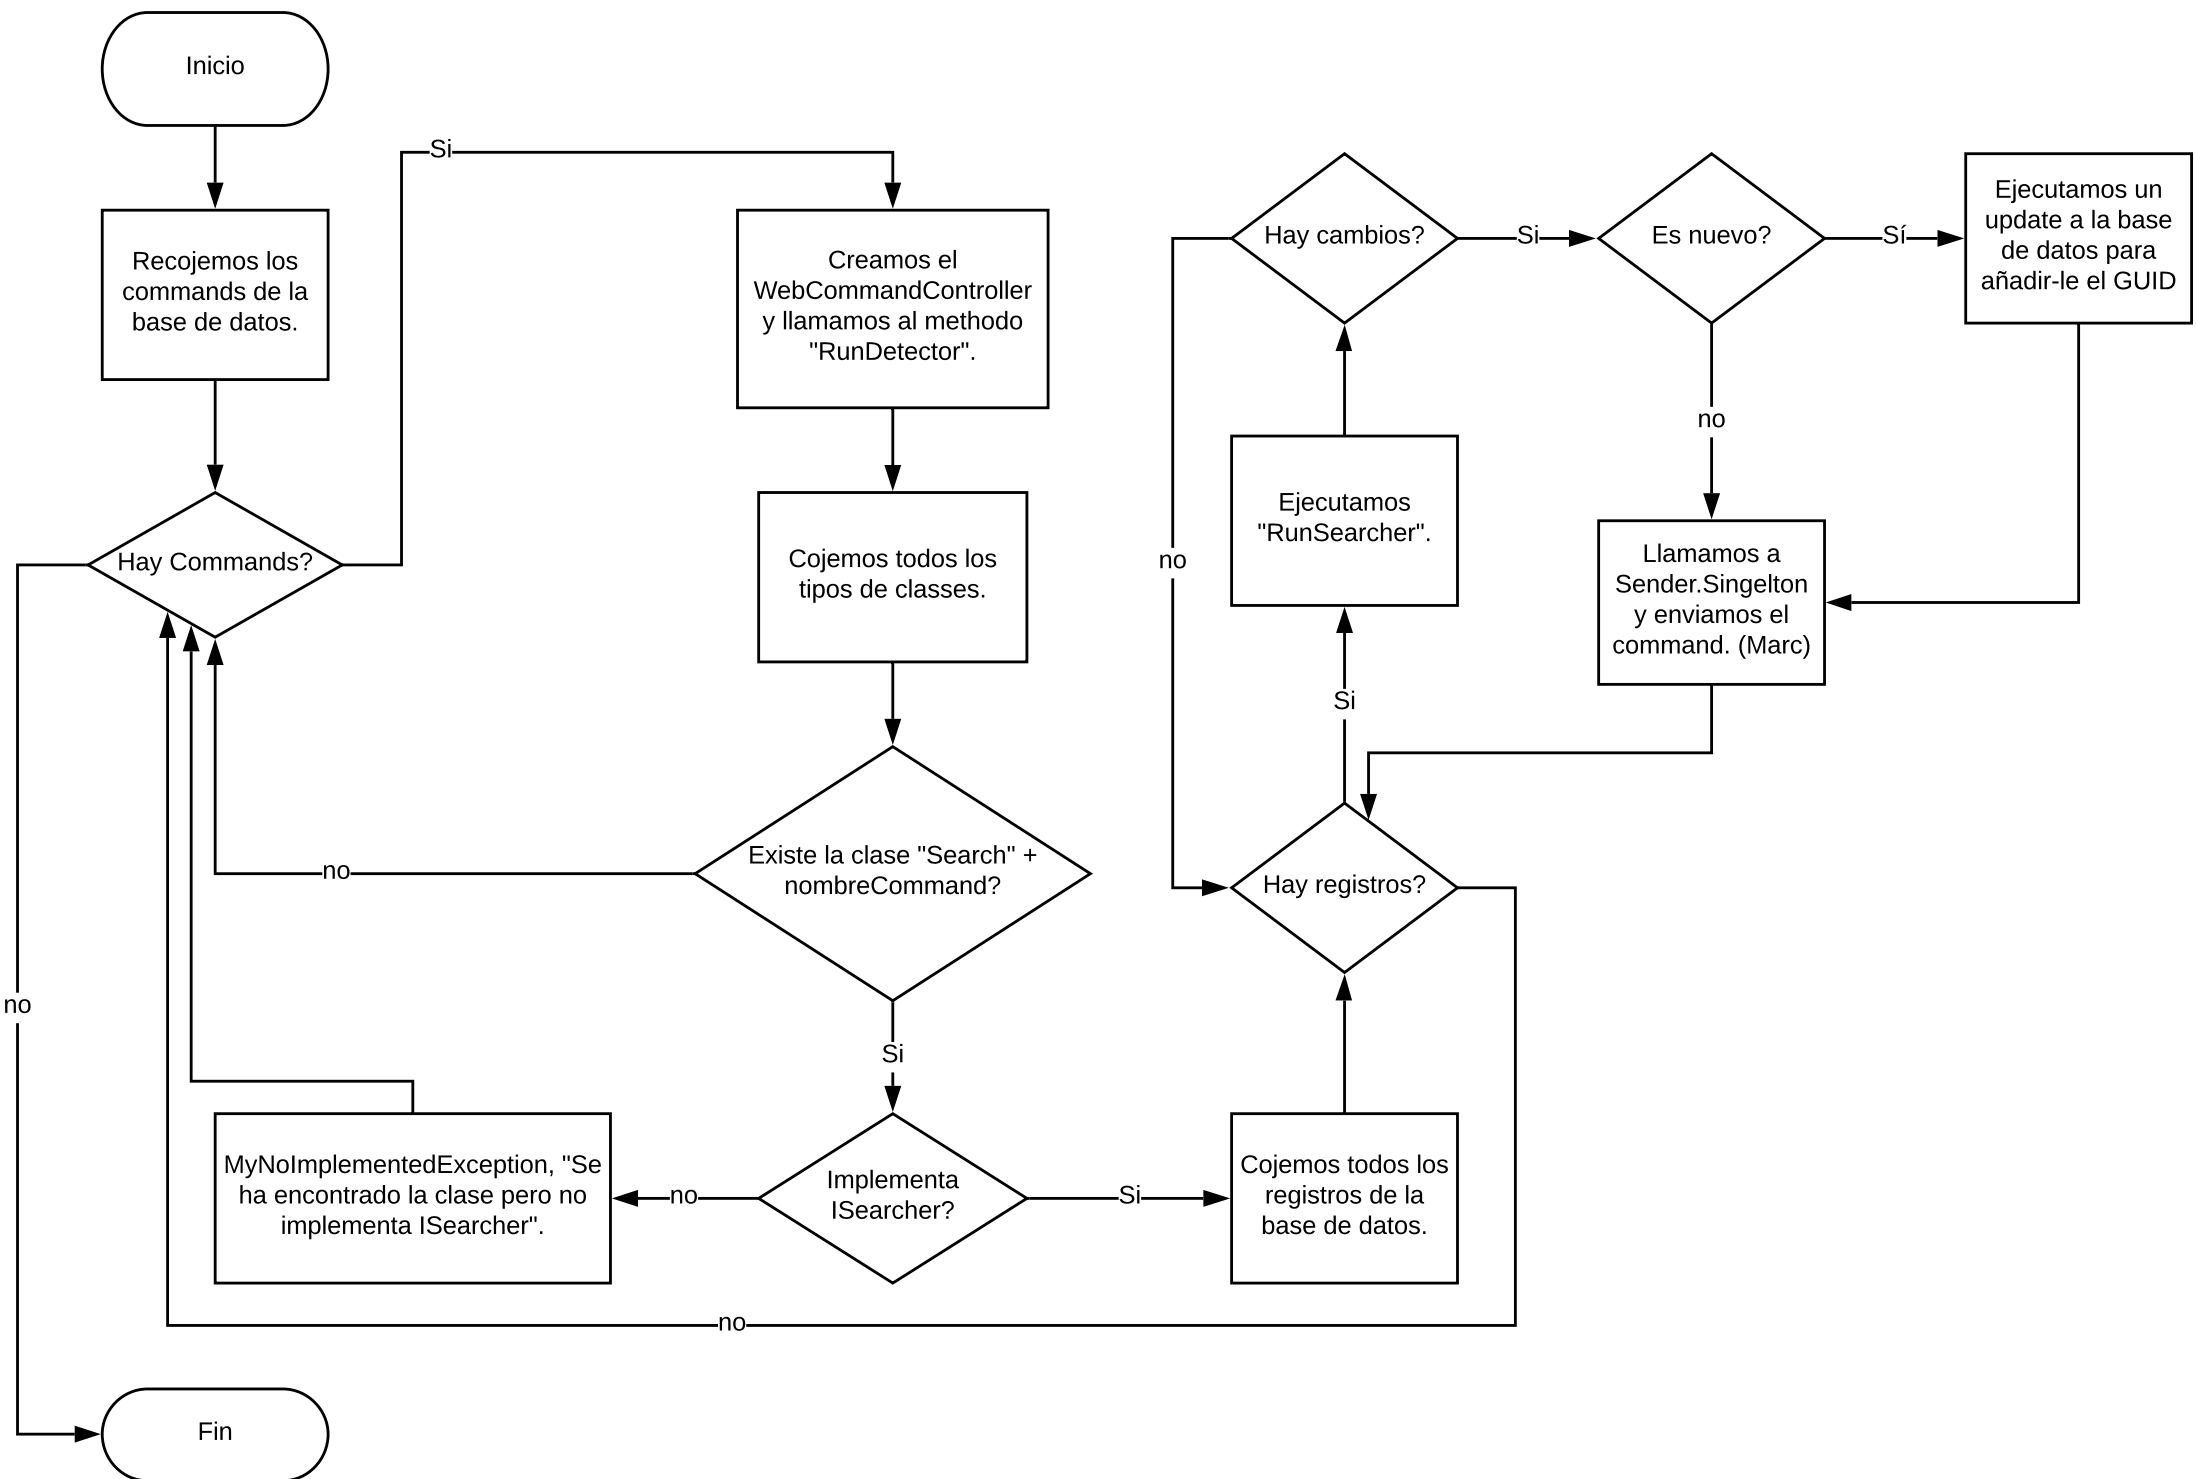 Inicio
Recojemos los
commands de la
base de datos.
Hay Commands?
Si
no
Creamos el
WebCommandController
y llamamos al methodo
"RunDetector".
Cojemos todos los
tipos de classes.
Existe la clase "Search" +
nombreCommand?
no
Si
Implementa
ISearcher?
no
MyNoImplementedException, "Se
ha encontrado la clase pero no
implementa ISearcher".
Si
Cojemos todos los
registros de la
base de datos.
Hay registros?
no
Si
Ejecutamos
"RunSearcher".
Hay cambios?
no
Si
Es nuevo?
Sí
Ejecutamos un
update a la base
de datos para
añadir-le el GUID
no
Llamamos a
Sender.Singelton
y enviamos el
command. (Marc)
Fin